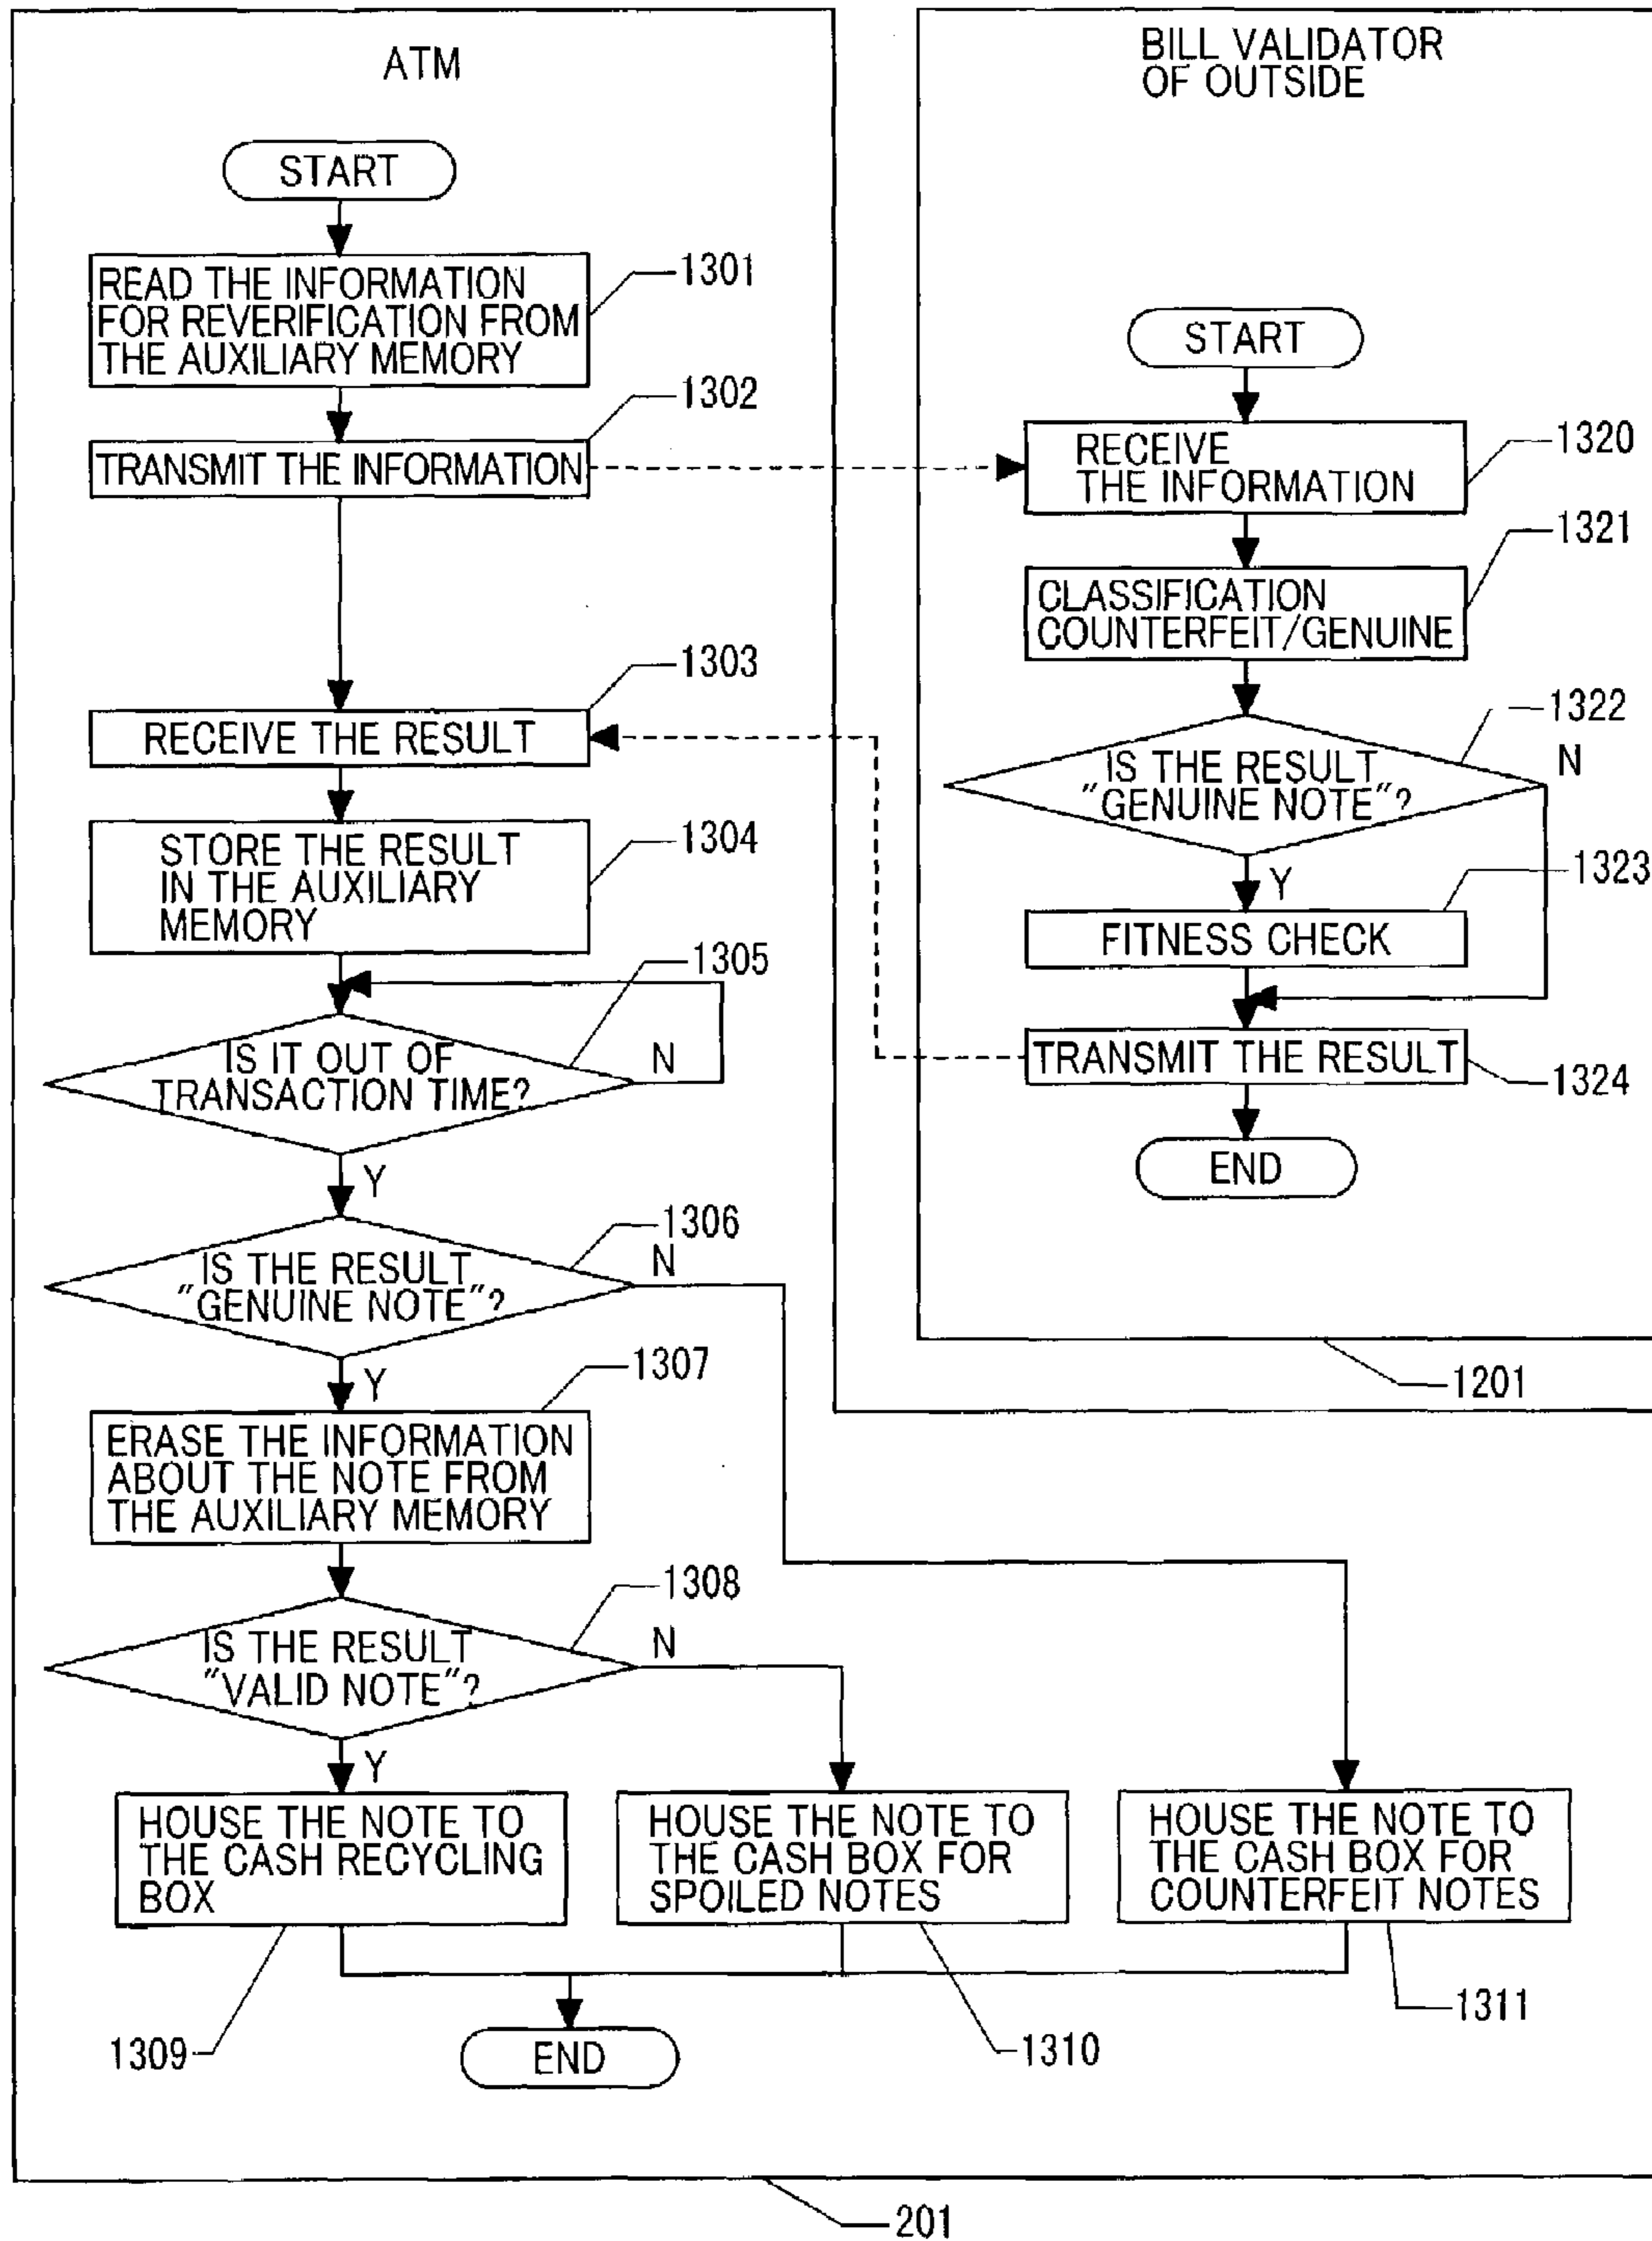 ATM
START
READ THE INFORMATION
FOR REVERIFICATION FROM
THE AUXILIARY MEMORY
1301
TRANSMIT THE INFORMATION
1302
RECEIVE THE RESULT
1303
STORE THE RESULT
IN THE AUXILIARY
MEMORY
1304
IS IT OUT OF
TRANSACTION TIME?
1305
N
Y
IS THE RESULT
"GENUINE NOTE"?
1306
N
Y
ERASE THE INFORMATION
ABOUT THE NOTE FROM
THE AUXILIARY MEMORY
1307
IS THE RESULT
"VALID NOTE"?
1308
N
Y
HOUSE THE NOTE TO
THE CASH RECYCLING
BOX
1309
HOUSE THE NOTE TO
THE CASH BOX FOR
SPOILED NOTES
1310
HOUSE THE NOTE TO
THE CASH BOX FOR
COUNTERFEIT NOTES
1311
END
201
BILL VALIDATOR
OF OUTSIDE
START
RECEIVE
THE INFORMATION
1320
CLASSIFICATION
COUNTERFEIT/GENUINE
1321
IS THE RESULT
"GENUINE NOTE"?
1322
N
Y
FITNESS CHECK
1323
TRANSMIT THE RESULT
1324
END
1201